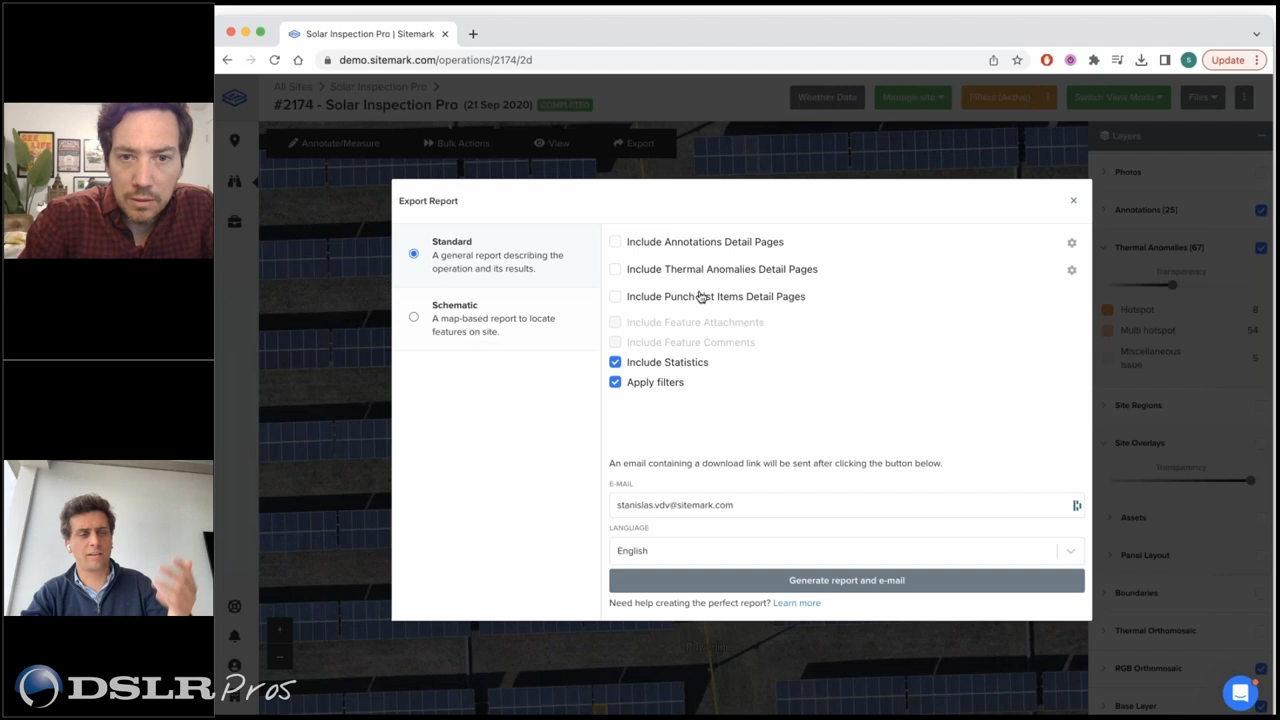 Solar Inspection Pro | Sitemark
demo.sitemark.com/operations/2174/2d
Update
All Sites
Solar Inspection Pro
#2174 - Solar Inspection Pro (21 Sep 2020) COMPLETED
Weather Data
Manage site
Filters (Active)
Switch View Mode
Files
Annotate/Measure
Bulk Actions
View
Export
Export Report
Standard
A general report describing the
operation and its results.
Schematic
A map-based report to locate
features on site.
Include Annotations Detail Pages
Include Thermal Anomalies Detail Pages
Include Punch List Items Detail Pages
Include Feature Attachments
Include Feature Comments
Include Statistics
Apply filters
An email containing a download link will be sent after clicking the button below.
E-MAIL
stanislas.vdv@sitemark.com
LANGUAGE
English
Generate report and e-mail
Need help creating the perfect report? Learn more
Layers
Photos
Annotations [25]
Thermal Anomalies [67]
Transparency
Hotspot 8
Multi hotspot 54
Miscellaneous
issue 5
Site Regions
Site Overlays
Transparency
Assets
Panel Layout
Boundaries
Thermal Orthomosaic
RGB Orthomosaic
Base Layer
DSLRPros